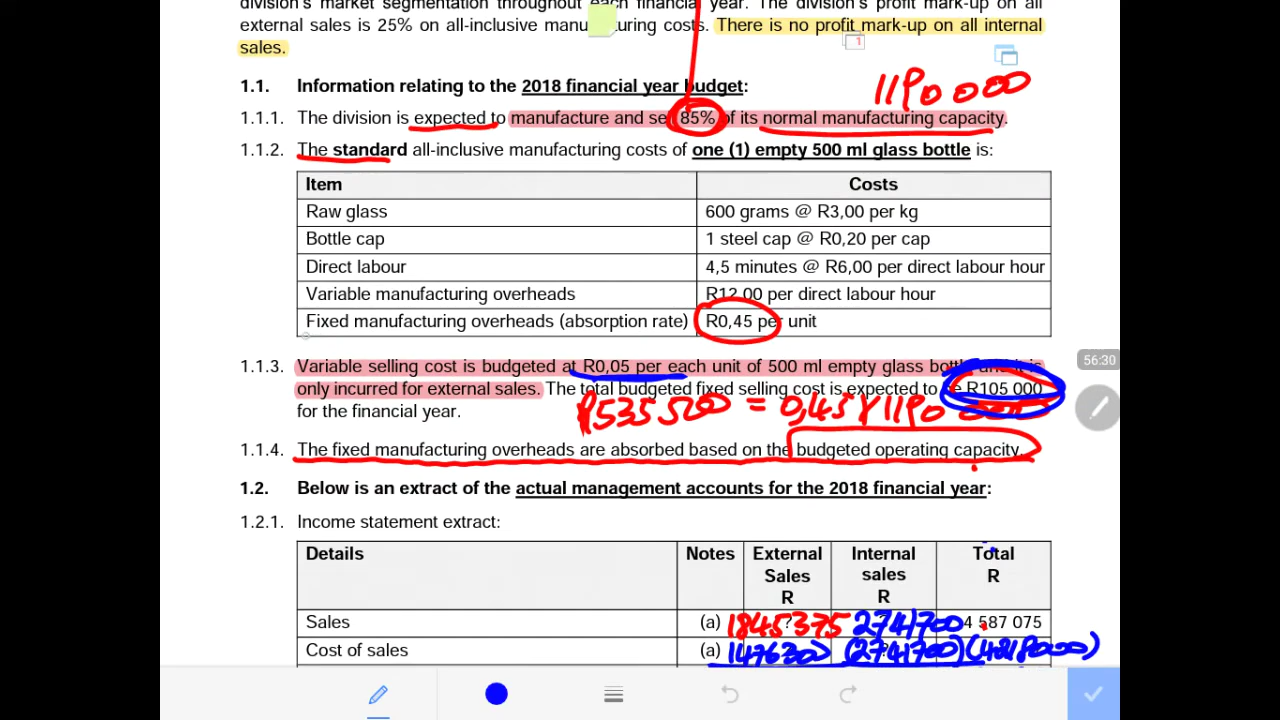 division's market segmentation throughout each financial year. The division's profit mark-up on all
external sales is 25% on all-inclusive manufacturing costs. There is no profit mark-up on all internal
sales.
1.1. Information relating to the 2018 financial year budget:
1190 000
1.1.1. The division is expected to manufacture and sell 85% of its normal manufacturing capacity.
1.1.2. The standard all-inclusive manufacturing costs of one (1) empty 500 ml glass bottle is:
Item Costs
Raw glass 600 grams @ R3,00 per kg
Bottle cap 1 steel cap @ R0,20 per cap
Direct labour 4,5 minutes @ R6,00 per direct labour hour
Variable manufacturing overheads R12,00 per direct labour hour
Fixed manufacturing overheads (absorption rate) R0,45 per unit
56:30
1.1.3. Variable selling cost is budgeted at R0,05 per each unit of 500 ml empty glass bottle and it is
only incurred for external sales. The total budgeted fixed selling cost is expected to be R105 000
for the financial year.
R535 500 = 0,45 x 1190 000
1.1.4. The fixed manufacturing overheads are absorbed based on the budgeted operating capacity.
1.2. Below is an extract of the actual management accounts for the 2018 financial year:
1.2.1. Income statement extract:
Details Notes External Sales R Internal sales R Total R
Sales (a) 1845375 ? 2741700 4 587 075
Cost of sales (a) 1476300 (2741700) (4218000)